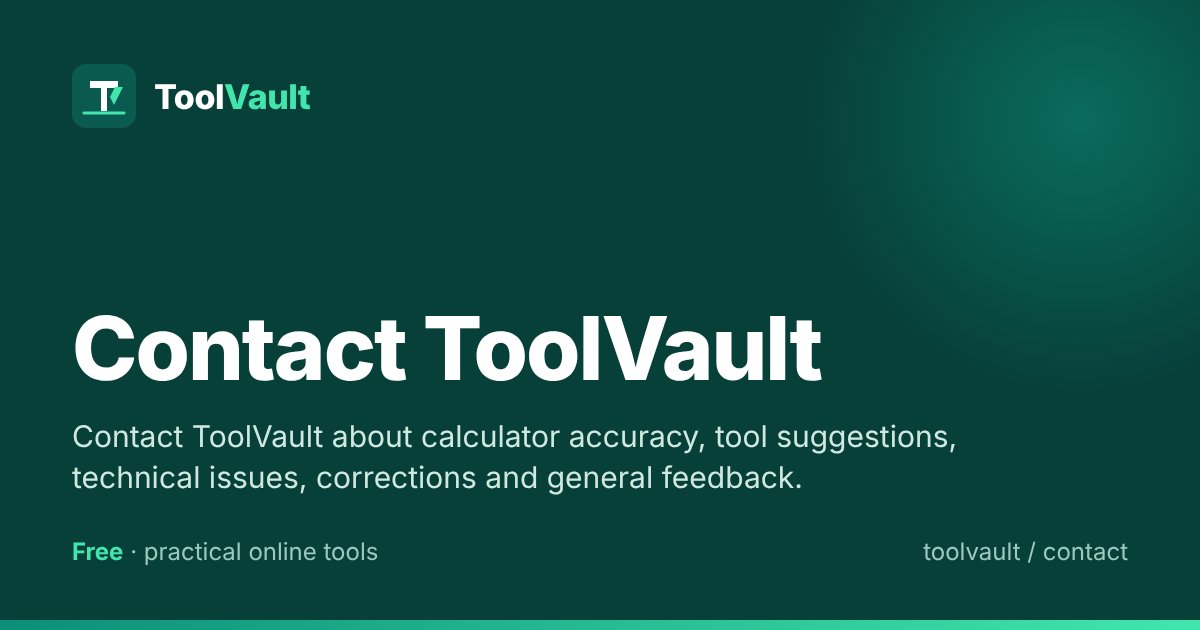 ToolVault
Contact ToolVault
Contact ToolVault about calculator accuracy, tool suggestions,
technical issues, corrections and general feedback.
Free · practical online tools
toolvault / contact